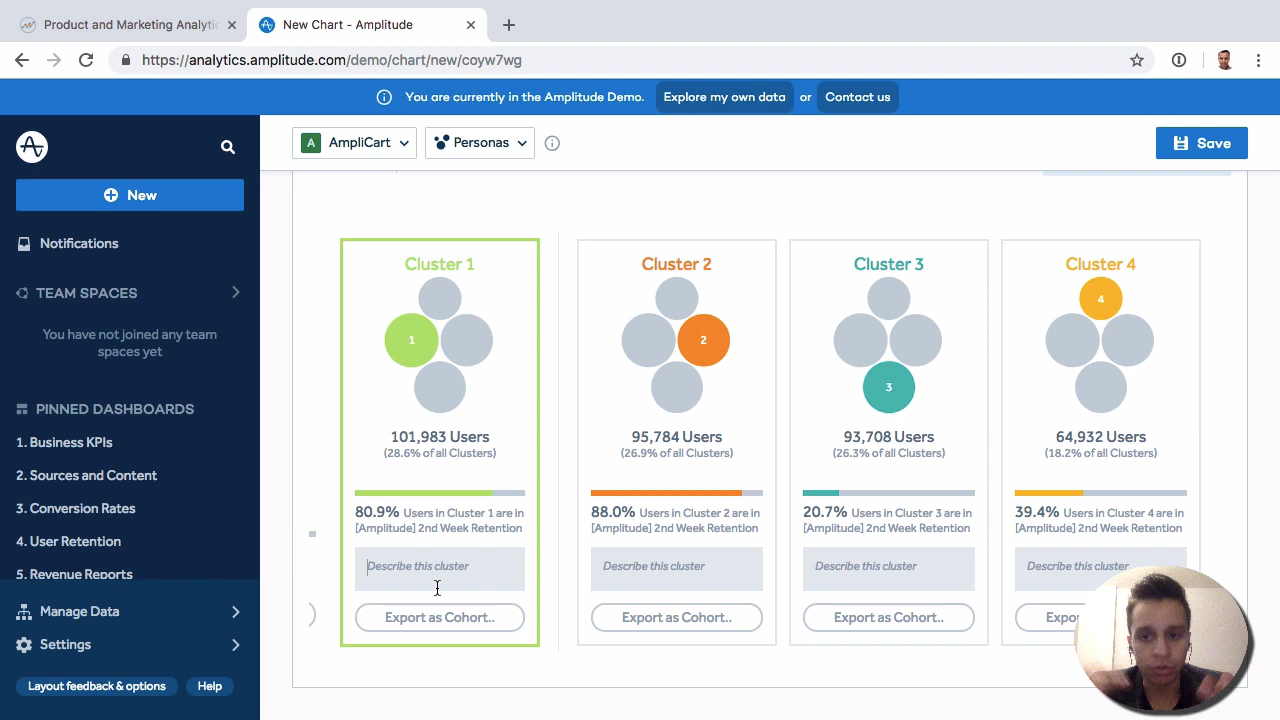 Product and Marketing Analytic
New Chart - Amplitude
https://analytics.amplitude.com/demo/chart/new/coyw7wg
You are currently in the Amplitude Demo. Explore my own data or Contact us
A AmpliCart
Personas
Save
New
Notifications
TEAM SPACES
You have not joined any team
spaces yet
PINNED DASHBOARDS
1. Business KPIs
2. Sources and Content
3. Conversion Rates
4. User Retention
5. Revenue Reports
Manage Data
Settings
Layout feedback & options
Help
Cluster 1
1
101,983 Users
(28.6% of all Clusters)
80.9% Users in Cluster 1 are in
[Amplitude] 2nd Week Retention
Describe this cluster
Export as Cohort..
Cluster 2
2
95,784 Users
(26.9% of all Clusters)
88.0% Users in Cluster 2 are in
[Amplitude] 2nd Week Retention
Describe this cluster
Export as Cohort..
Cluster 3
3
93,708 Users
(26.3% of all Clusters)
20.7% Users in Cluster 3 are in
[Amplitude] 2nd Week Retention
Describe this cluster
Export as Cohort..
Cluster 4
4
64,932 Users
(18.2% of all Clusters)
39.4% Users in Cluster 4 are in
[Amplitude] 2nd Week Retention
Describe this cluster